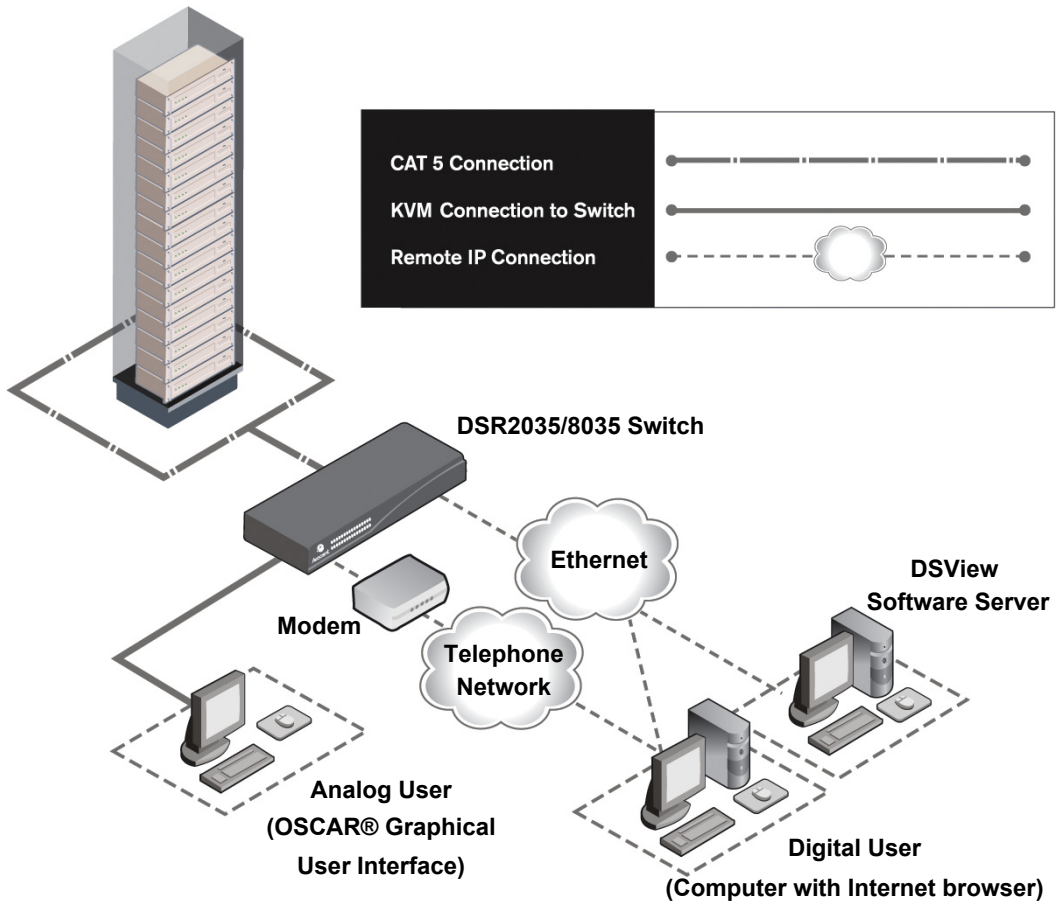 CAT 5 Connection
KVM Connection to Switch
Remote IP Connection
DSR2035/8035 Switch
Ethernet
DSView
Software Server
Modem
Telephone
Network
Analog User
(OSCAR® Graphical
User Interface)
Digital User
(Computer with Internet browser)